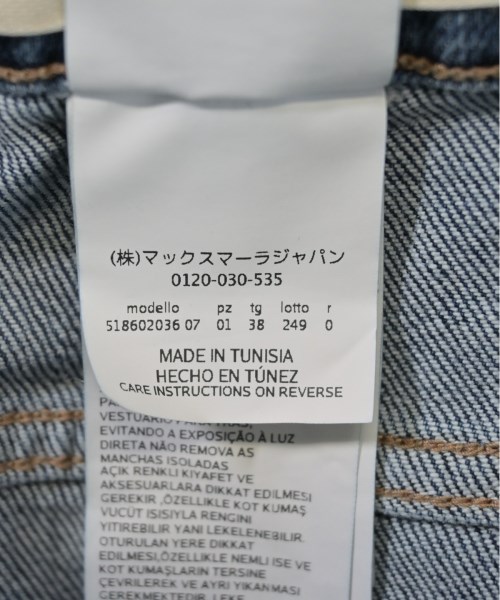 (株)マックスマーラジャパン
0120-030-535
modello pz tg lotto r
518602036 07 01 38 249 0
MADE IN TUNISIA
HECHO EN TÚNEZ
CARE INSTRUCTIONS ON REVERSE
EVITANDO A EXPOSIÇÃO À LUZ
DIRETA NÃO REMOVA AS
MANCHAS ISOLADAS
AÇIK RENKLI KIYAFET VE
AKSESUARLARA DIKKAT EDILMESI
GEREKIR ,ÖZELLIKLE KOT KUMAŞ
VUCÜT ISISIYLA RENGINI
YITIREBILIR YANI LEKELENEBILIR.
OTURULAN YERE DIKKAT
EDILMESI,ÖZELLIKLE NEMLI ISE VE
KOT KUMAŞLARIN TERSINE
ÇEVRILEREK VE AYRI YIKANMASI
GEREKMEKTEDIR. LEKE